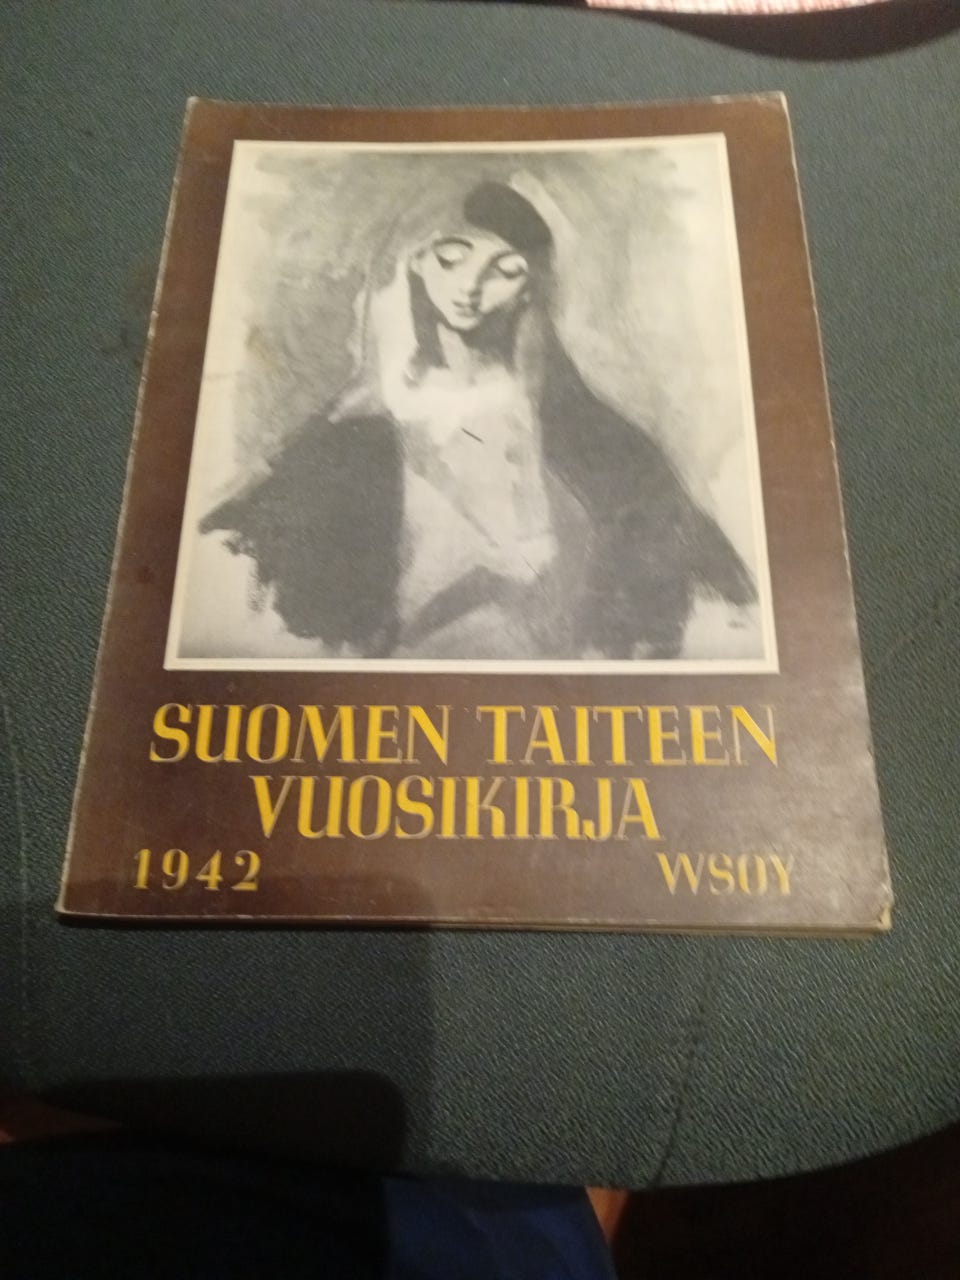 SUOMEN TAITEEN
VUOSIKIRJA
1942 WSOY